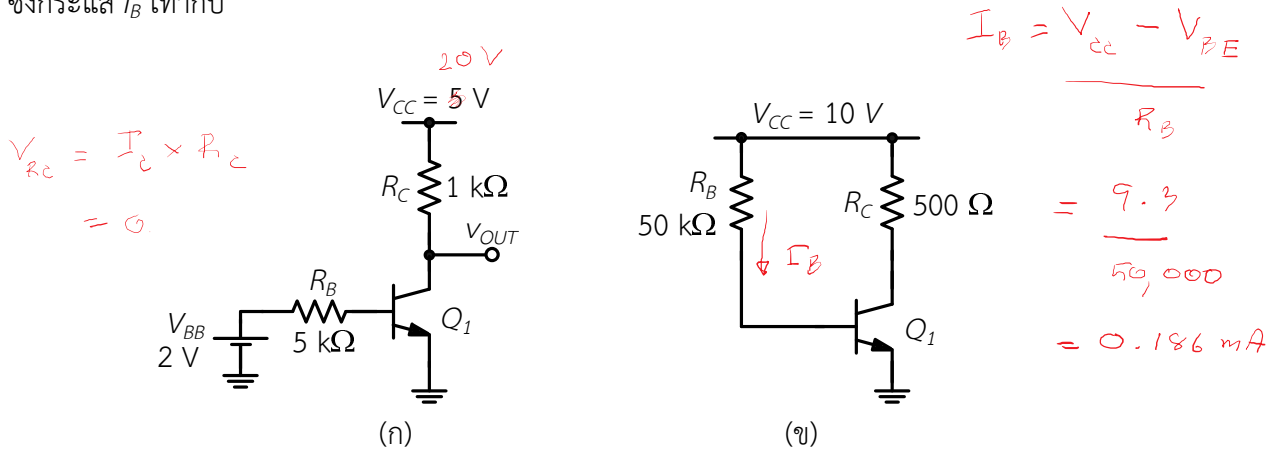 ซึ่งกระแส I_B เท่ากับ
I_B = V_CC - V_BE
R_B
= 9.3
50,000
= 0.186 mA
20 V
V_CC = 5 V
V_RC = I_C × R_C
= 0
R_C 1 kΩ
v_OUT
R_B
5 kΩ
V_BB
2 V
Q_1
(ก)
V_CC = 10 V
R_B
50 kΩ
I_B
R_C 500 Ω
Q_1
(ข)